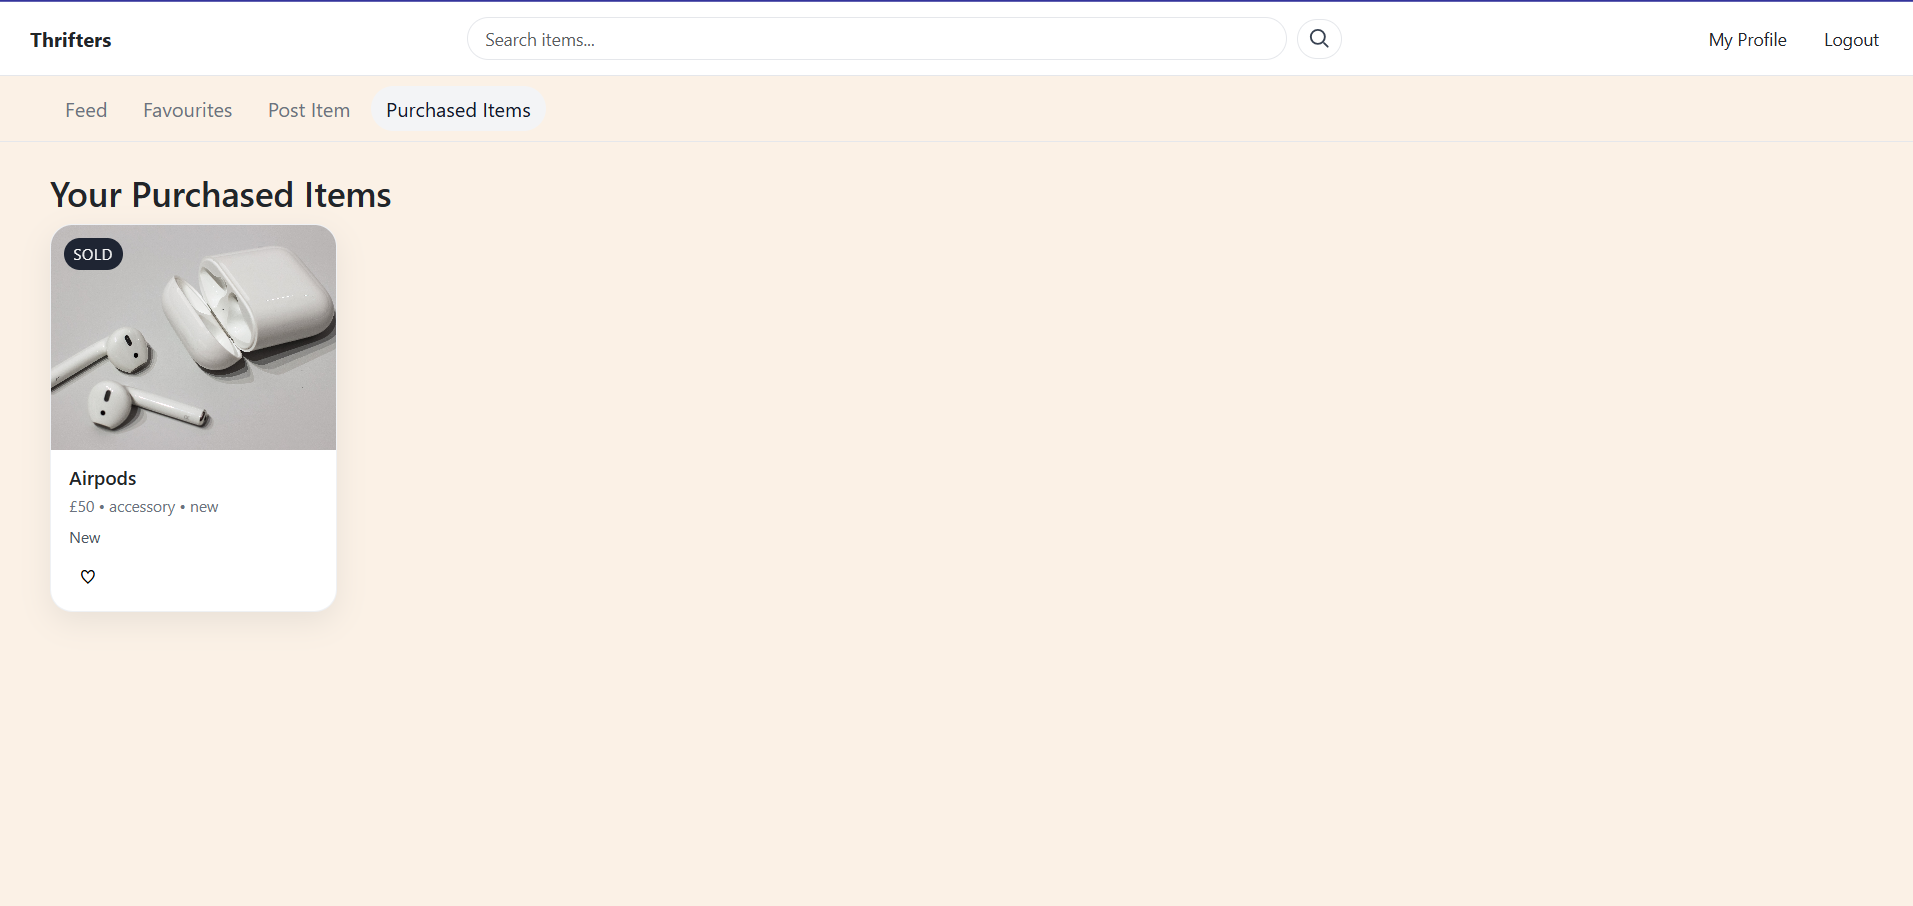 Thrifters
Search items...
My Profile
Logout
Feed
Favourites
Post Item
Purchased Items
Your Purchased Items
SOLD
Airpods
£50 • accessory • new
New